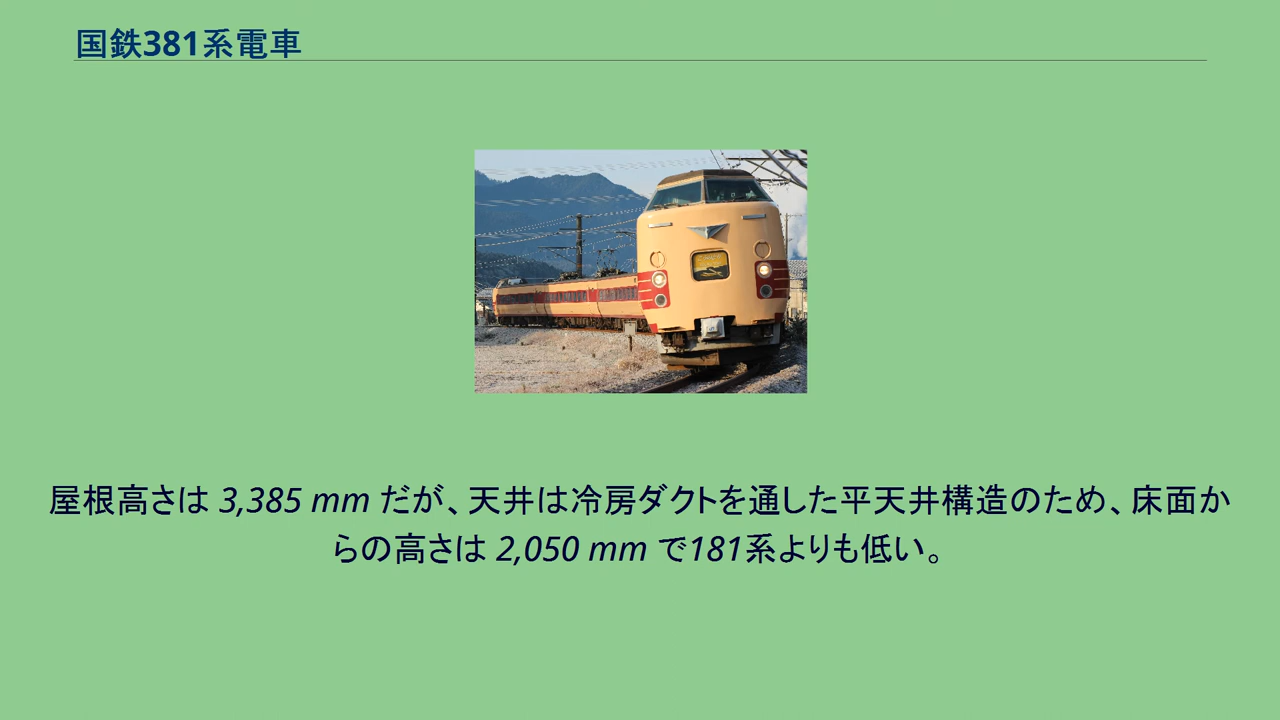 国鉄381系電車
屋根高さは 3,385 mm だが、天井は冷房ダクトを通した平天井構造のため、床面か
らの高さは 2,050 mm で181系よりも低い。